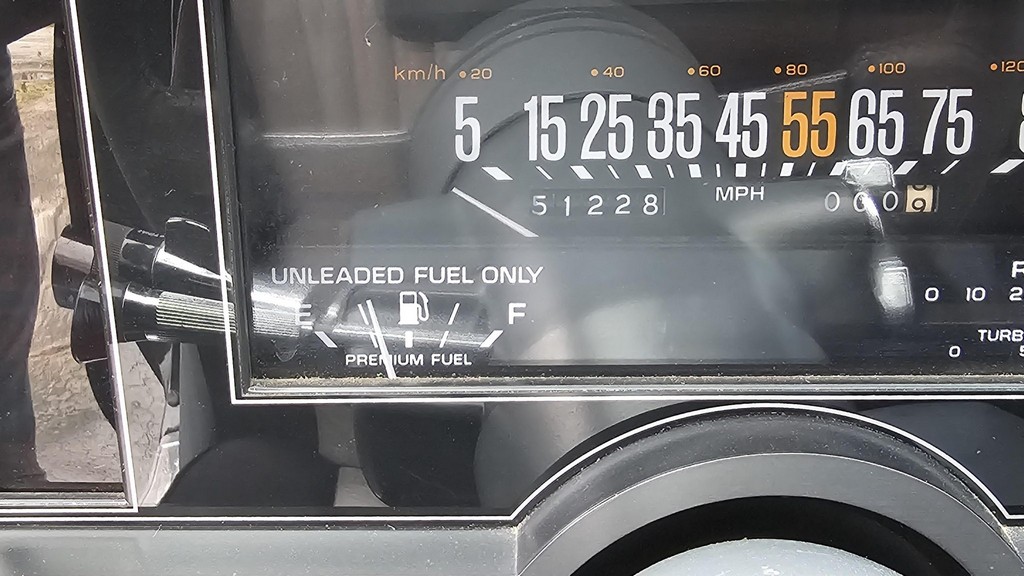 km/h 20 40 60 80 100 120
5 15 25 35 45 55 65 75
51228 MPH 000
UNLEADED FUEL ONLY
E F
0 10
PREMIUM FUEL
TURB
0